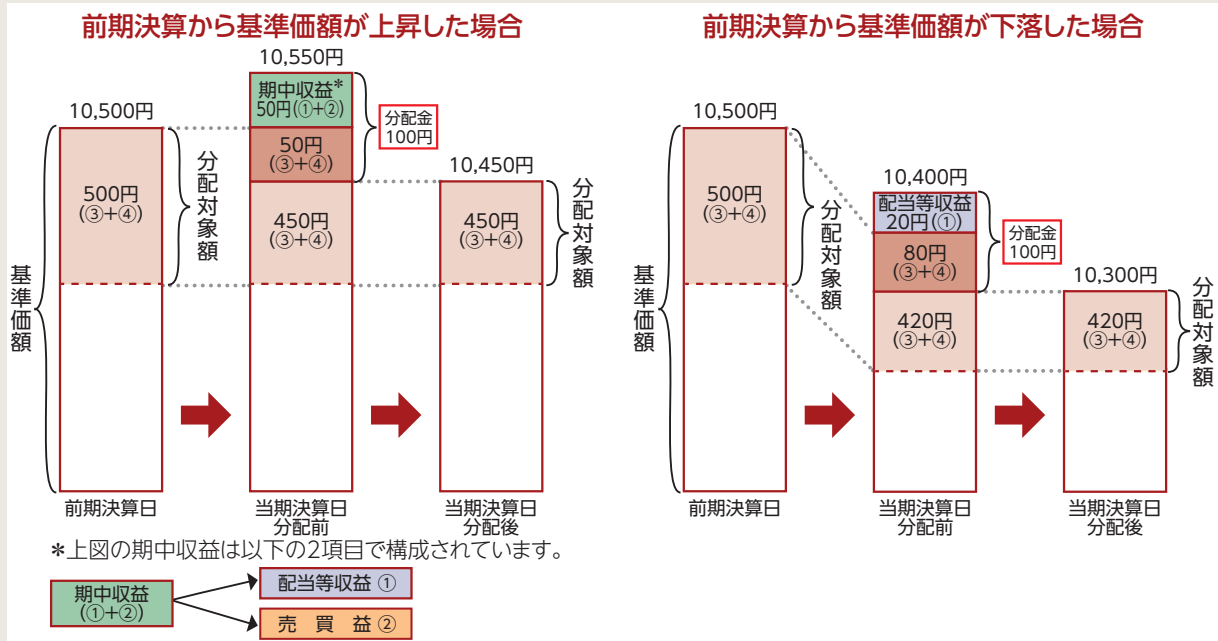 前期決算から基準価額が上昇した場合
10,500円
500円
(③+④)
分配対象額
基準価額
前期決算日
10,550円
期中収益*
50円(①+②)
50円
(③+④)
450円
(③+④)
分配金
100円
当期決算日
分配前
10,450円
450円
(③+④)
分配対象額
当期決算日
分配後
*上図の期中収益は以下の2項目で構成されています。
期中収益
(①+②)
配当等収益 ①
売 買 益 ②
前期決算から基準価額が下落した場合
10,500円
500円
(③+④)
分配対象額
基準価額
前期決算日
10,400円
配当等収益
20円(①)
80円
(③+④)
420円
(③+④)
分配金
100円
当期決算日
分配前
10,300円
420円
(③+④)
分配対象額
当期決算日
分配後